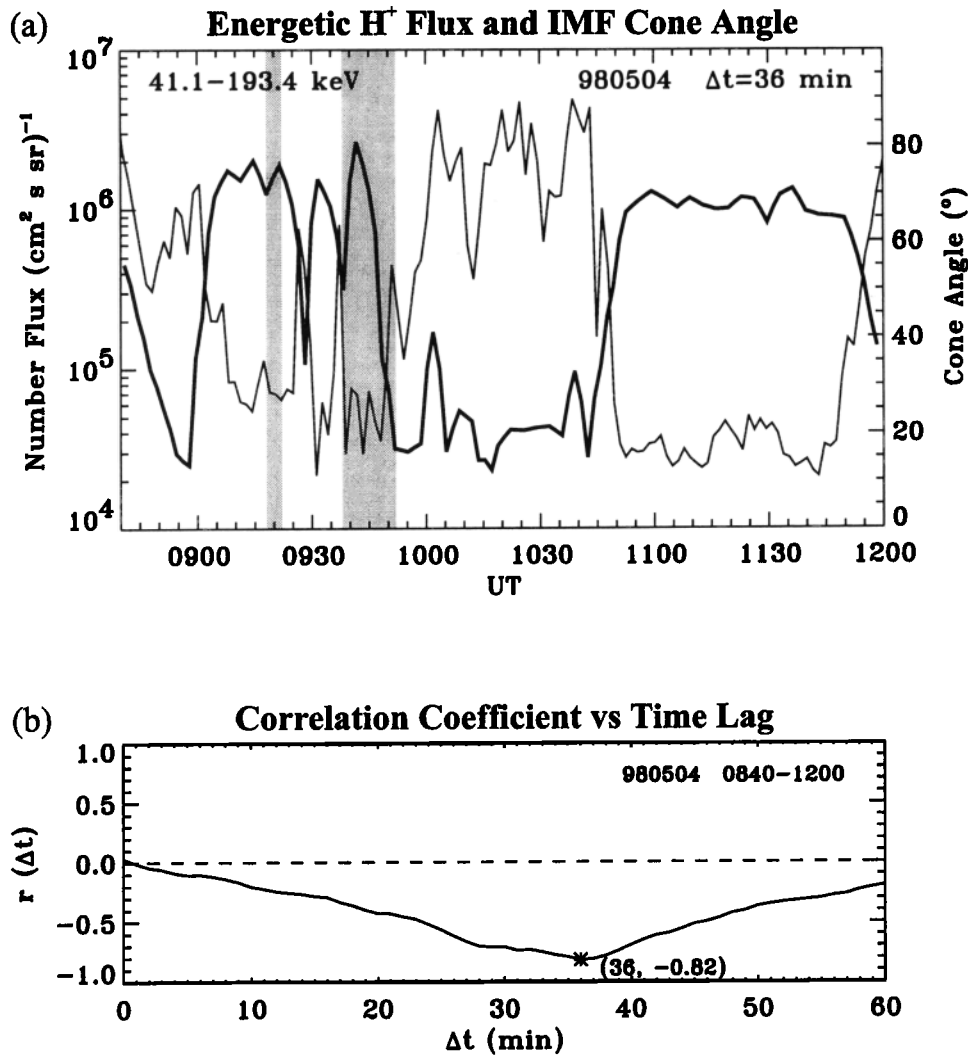 (a) Energetic H⁺ Flux and IMF Cone Angle
41.1−193.4 keV 980504 Δt=36 min
10⁷
10⁶
10⁵
10⁴
Number Flux (cm² s sr)⁻¹
80
60
40
20
0
Cone Angle (°)
0900 0930 1000 1030 1100 1130 1200
UT
(b) Correlation Coefficient vs Time Lag
980504 0840−1200
1.0
0.5
0.0
−0.5
−1.0
r (Δt)
(36, −0.82)
0 10 20 30 40 50 60
Δt (min)